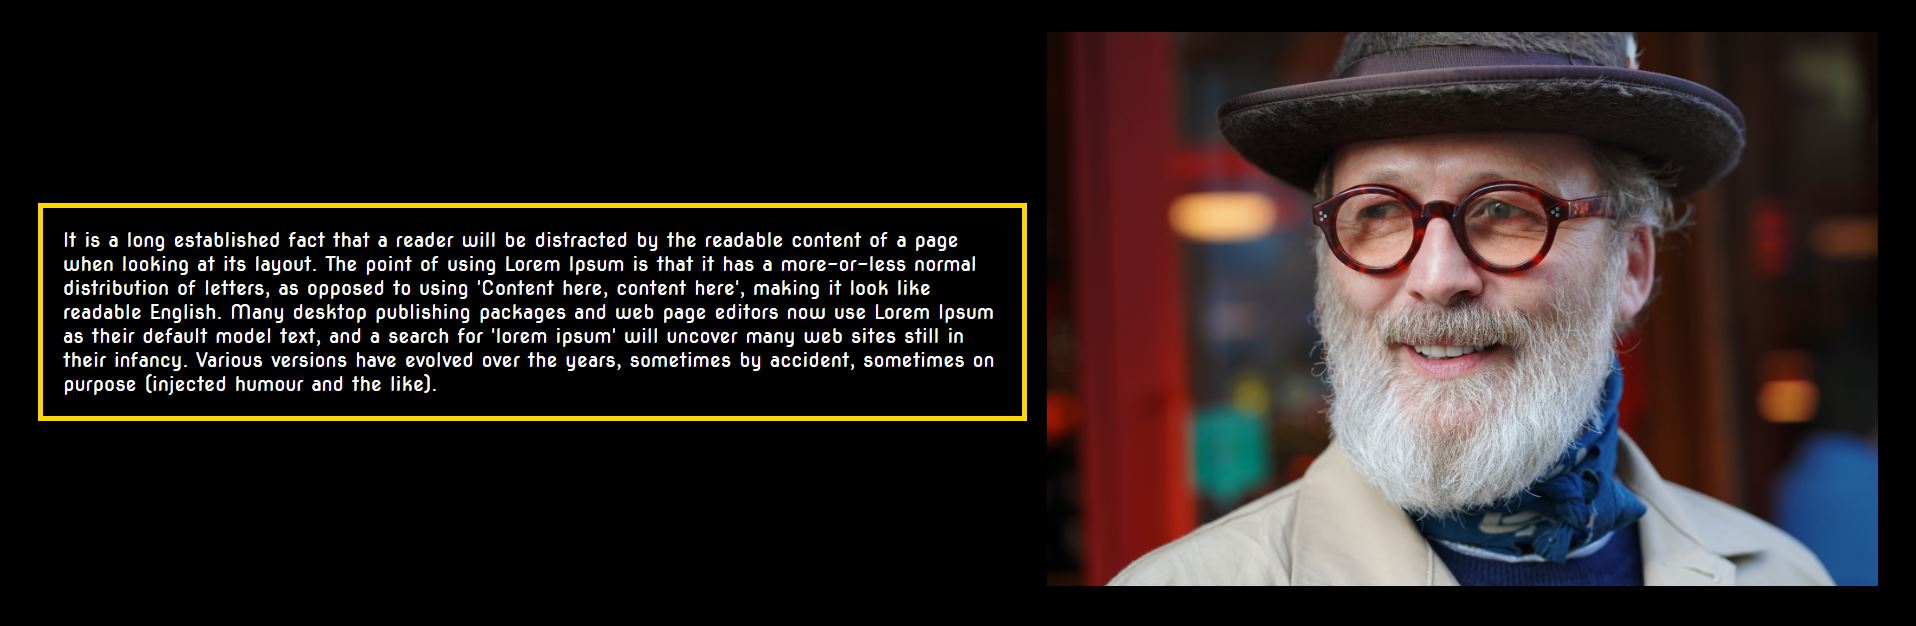 It is a long established fact that a reader will be distracted by the readable content of a page
when looking at its layout. The point of using Lorem Ipsum is that it has a more-or-less normal
distribution of letters, as opposed to using 'Content here, content here', making it look like
readable English. Many desktop publishing packages and web page editors now use Lorem Ipsum
as their default model text, and a search for 'lorem ipsum' will uncover many web sites still in
their infancy. Various versions have evolved over the years, sometimes by accident, sometimes on
purpose (injected humour and the like).